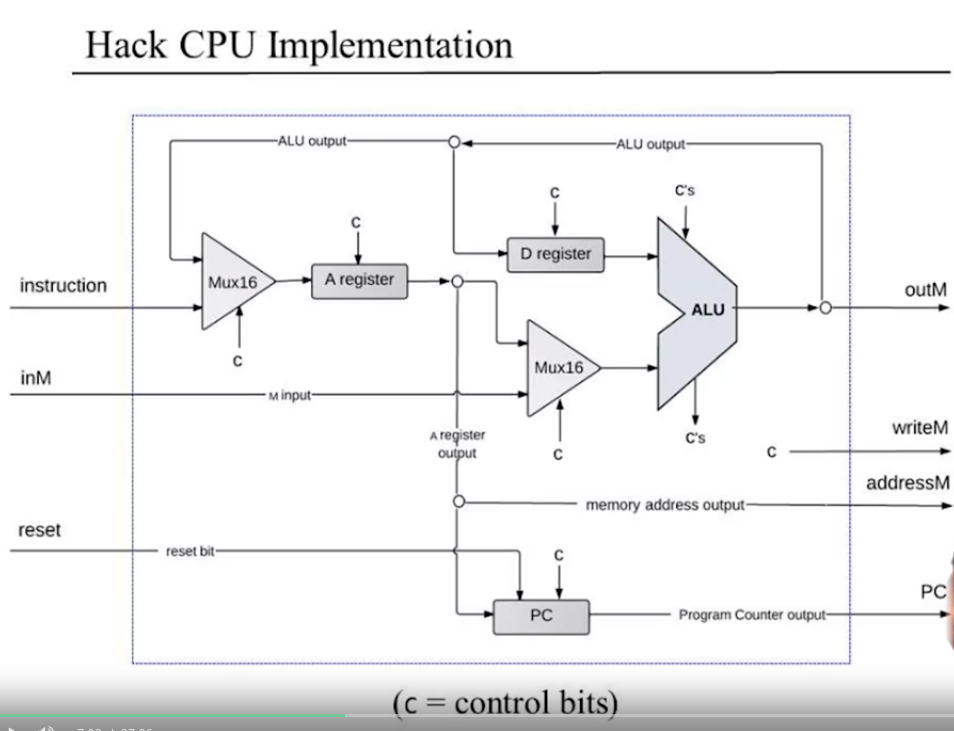 Hack CPU Implementation
ALU output
ALU output
c
c
c's
instruction
Mux16
A register
D register
ALU
outM
c
inM
M input
Mux16
A register
output
c
c's
c
writeM
addressM
memory address output
reset
reset bit
c
PC
PC
Program Counter output
(c = control bits)